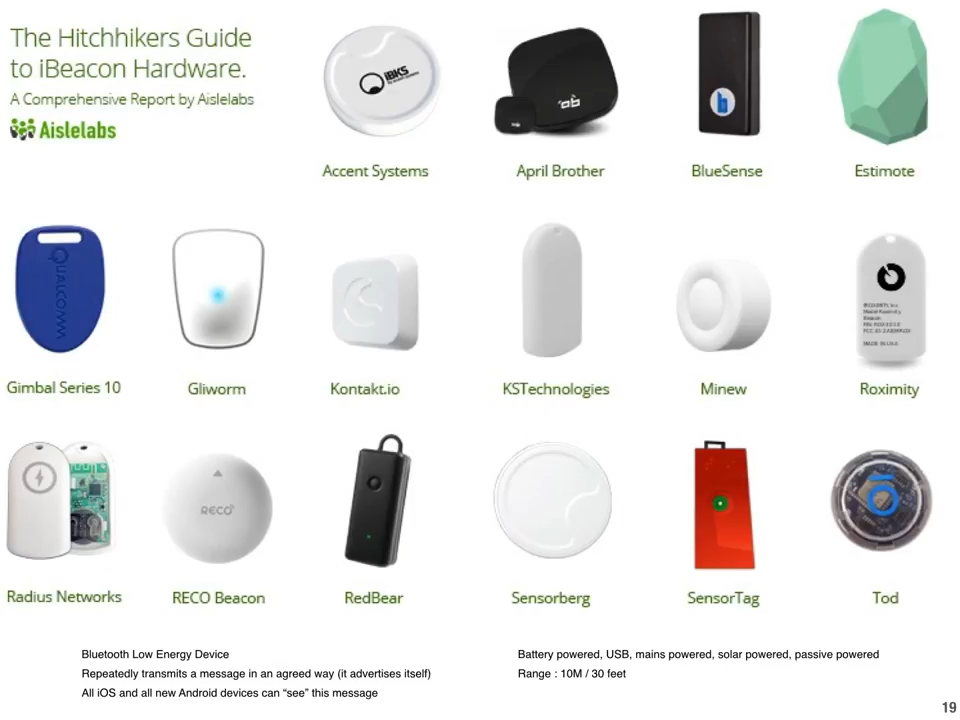 The Hitchhikers Guide
to iBeacon Hardware.
A Comprehensive Report by Aislelabs
Aislelabs
iBKS
Accent Systems
April Brother
BlueSense
Estimote
QUALCOMM
Gimbal Series 10
Gliworm
Kontakt.io
KSTechnologies
Minew
MADE IN USA
Roximity
Radius Networks
RECO
RECO Beacon
RedBear
Sensorberg
SensorTag
Tod
Bluetooth Low Energy Device
Repeatedly transmits a message in an agreed way (it advertises itself)
All iOS and all new Android devices can “see” this message
Battery powered, USB, mains powered, solar powered, passive powered
Range : 10M / 30 feet
19